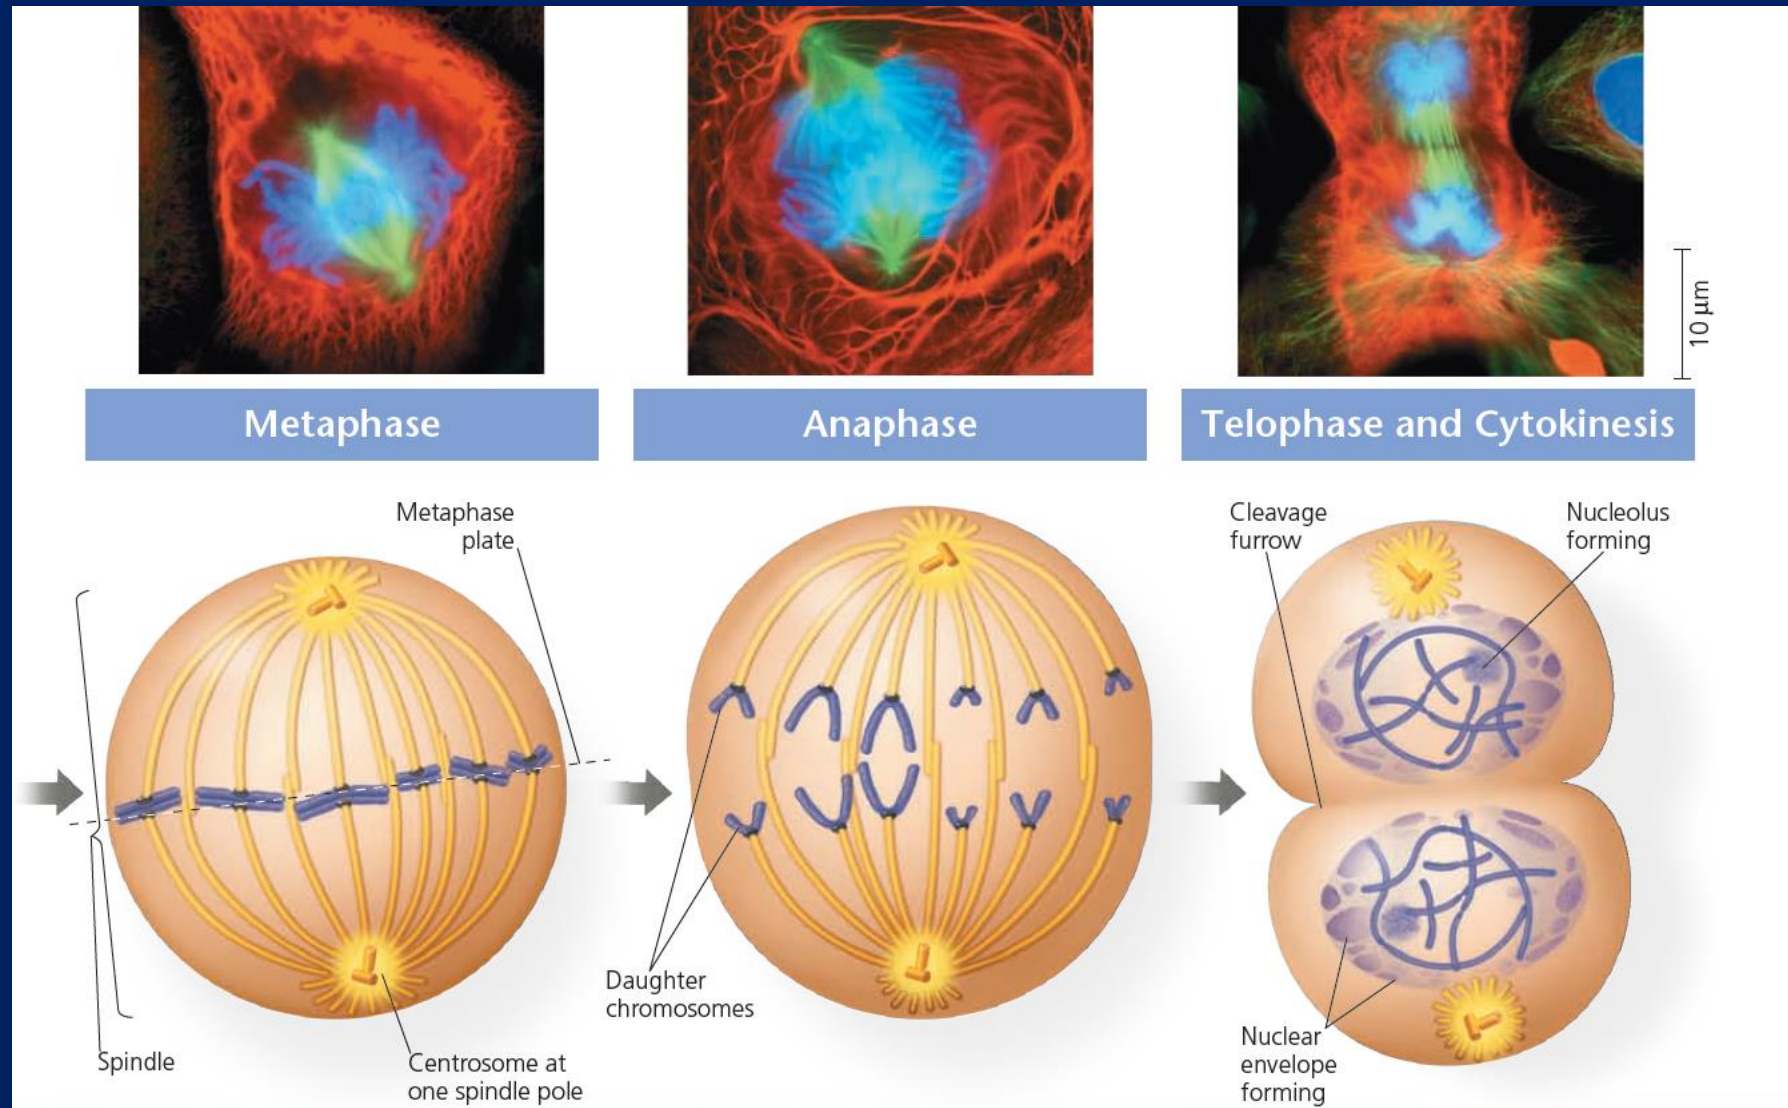 10 μm
Metaphase
Anaphase
Telophase and Cytokinesis
Metaphase
plate
Spindle
Centrosome at
one spindle pole
Daughter
chromosomes
Cleavage
furrow
Nucleolus
forming
Nuclear
envelope
forming